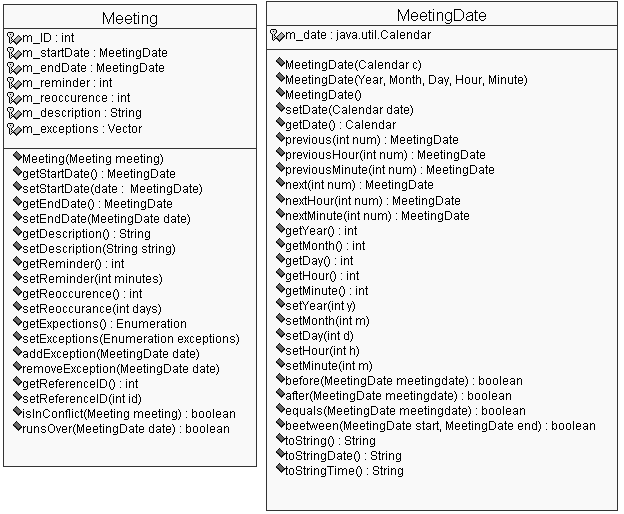 Meeting
m_ID : int
m_startDate : MeetingDate
m_endDate : MeetingDate
m_reminder : int
m_reoccurence : int
m_description : String
m_exceptions : Vector
Meeting(Meeting meeting)
getStartDate() : MeetingDate
setStartDate(date :  MeetingDate)
getEndDate() : MeetingDate
setEndDate(MeetingDate date)
getDescription() : String
setDescription(String string)
getReminder() : int
setReminder(int minutes)
getReoccurence() : int
setReoccurance(int days)
getExpections() : Enumeration
setExceptions(Enumeration exceptions)
addException(MeetingDate date)
removeException(MeetingDate date)
getReferenceID() : int
setReferenceID(int id)
isInConflict(Meeting meeting) : boolean
runsOver(MeetingDate date) : boolean
MeetingDate
m_date : java.util.Calendar
MeetingDate(Calendar c)
MeetingDate(Year, Month, Day, Hour, Minute)
MeetingDate()
setDate(Calendar date)
getDate() : Calendar
previous(int num) : MeetingDate
previousHour(int num) : MeetingDate
previousMinute(int num) : MeetingDate
next(int num) : MeetingDate
nextHour(int num) : MeetingDate
nextMinute(int num) : MeetingDate
getYear() : int
getMonth() : int
getDay() : int
getHour() : int
getMinute() : int
setYear(int y)
setMonth(int m)
setDay(int d)
setHour(int h)
setMinute(int m)
before(MeetingDate meetingdate) : boolean
after(MeetingDate meetingdate) : boolean
equals(MeetingDate meetingdate) : boolean
beetween(MeetingDate start, MeetingDate end) : boolean
toString() : String
toStringDate() : String
toStringTime() : String